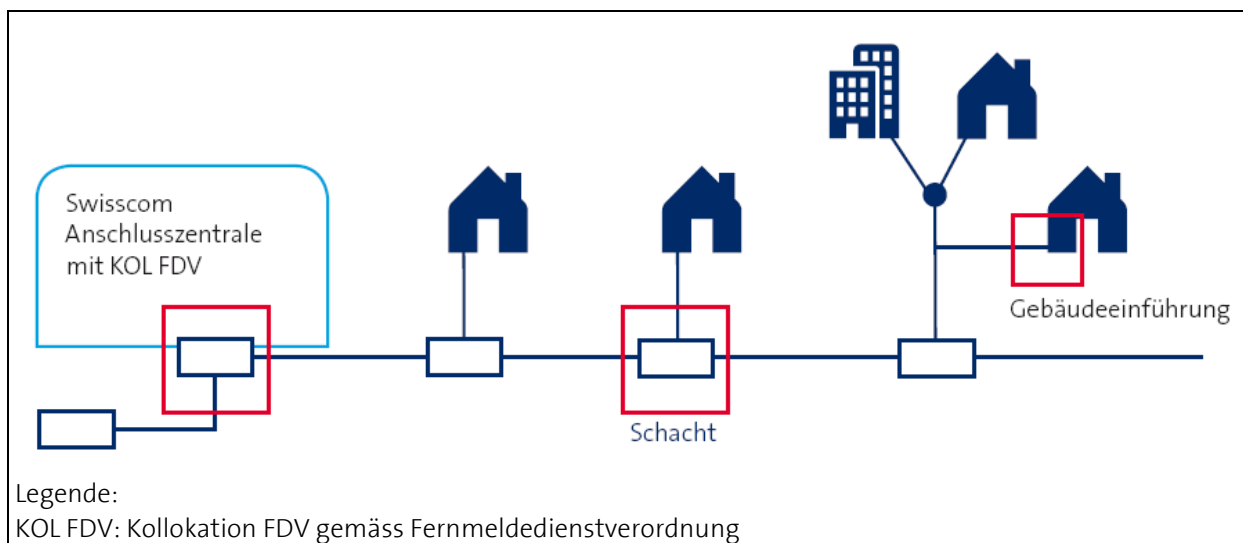 Swisscom
Anschlusszentrale
mit KOL FDV
Gebäudeeinführung
Schacht
Legende:
KOL FDV: Kollokation FDV gemäss Fernmeldedienstverordnung